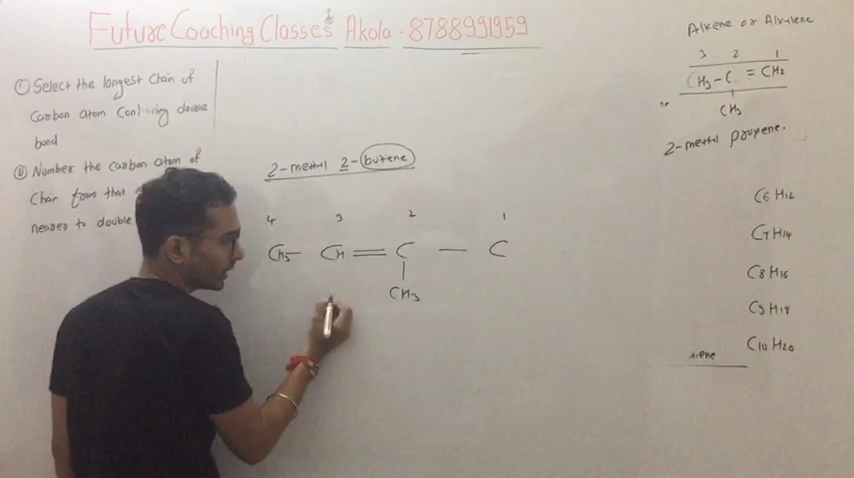 Future Coaching Classes Akola - 8788991959
① Select the longest chain of
Carbon atom containing double
bond
② Number the carbon atom of
Chain from that
nearer to double
2-methyl 2-butene
4 3 2 1
CH3- CH = C - C
CH3
Alkene or Alkylene
3 2 1
CH3-C = CH2
CH3
2-methyl propene.
C6 H12
C7 H14
C8 H16
C9 H18
C10 H20